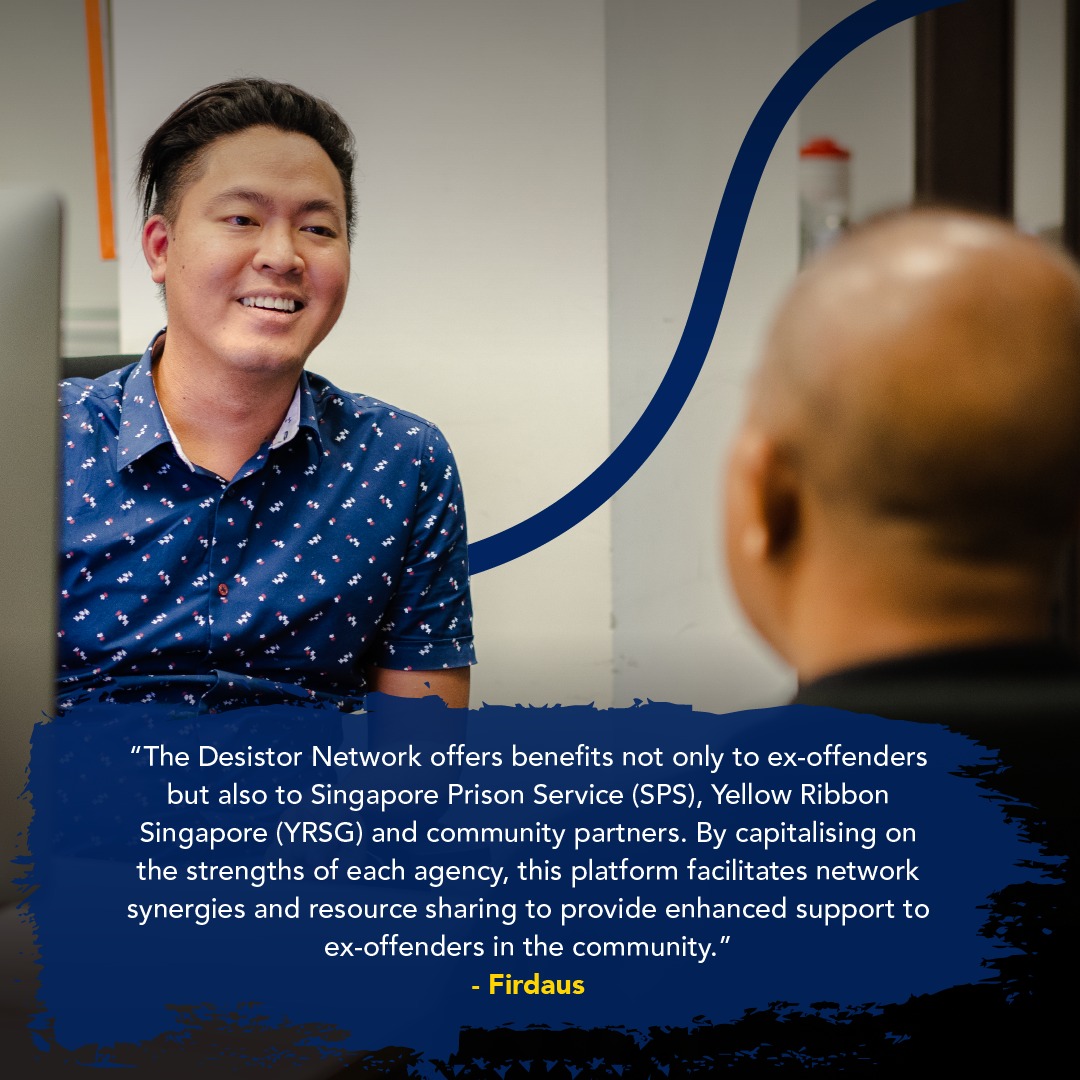 “The Desistor Network offers benefits not only to ex-offenders
but also to Singapore Prison Service (SPS), Yellow Ribbon
Singapore (YRSG) and community partners. By capitalising on
the strengths of each agency, this platform facilitates network
synergies and resource sharing to provide enhanced support to
ex-offenders in the community.”
- Firdaus